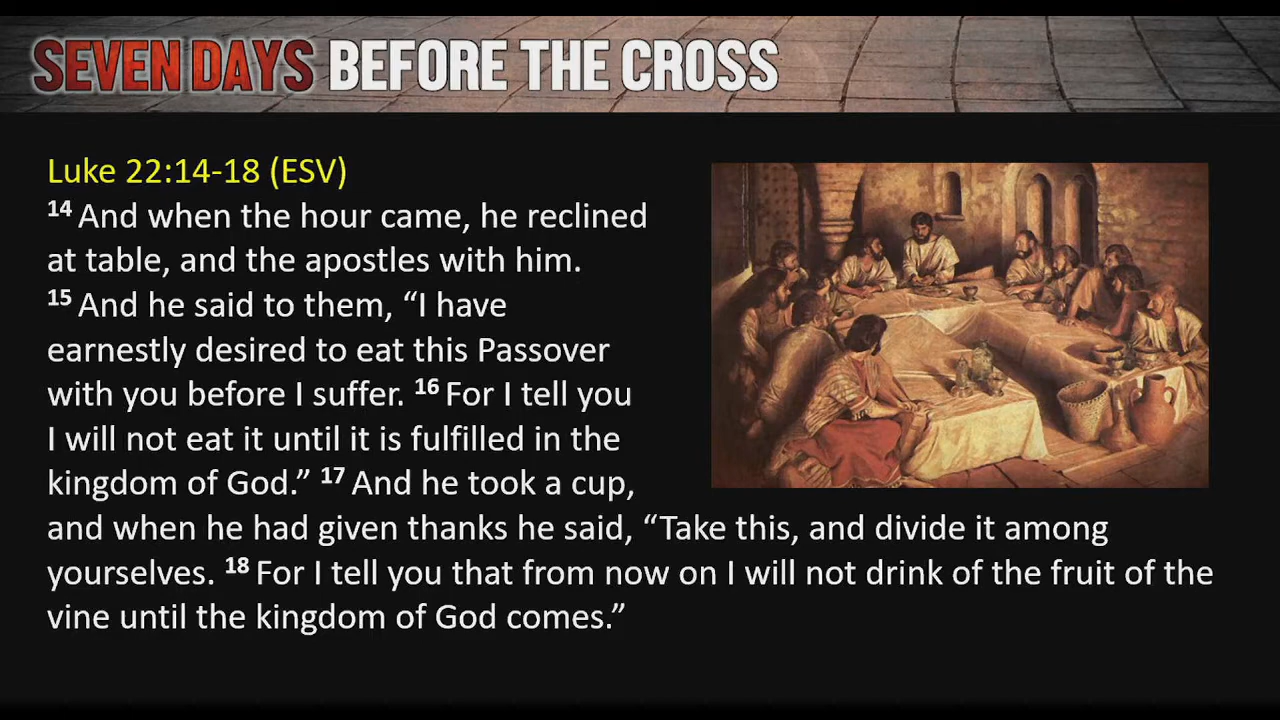 SEVEN DAYS BEFORE THE CROSS
Luke 22:14-18 (ESV)
14 And when the hour came, he reclined
at table, and the apostles with him.
15 And he said to them, “I have
earnestly desired to eat this Passover
with you before I suffer. 16 For I tell you
I will not eat it until it is fulfilled in the
kingdom of God.” 17 And he took a cup,
and when he had given thanks he said, “Take this, and divide it among
yourselves. 18 For I tell you that from now on I will not drink of the fruit of the
vine until the kingdom of God comes.”